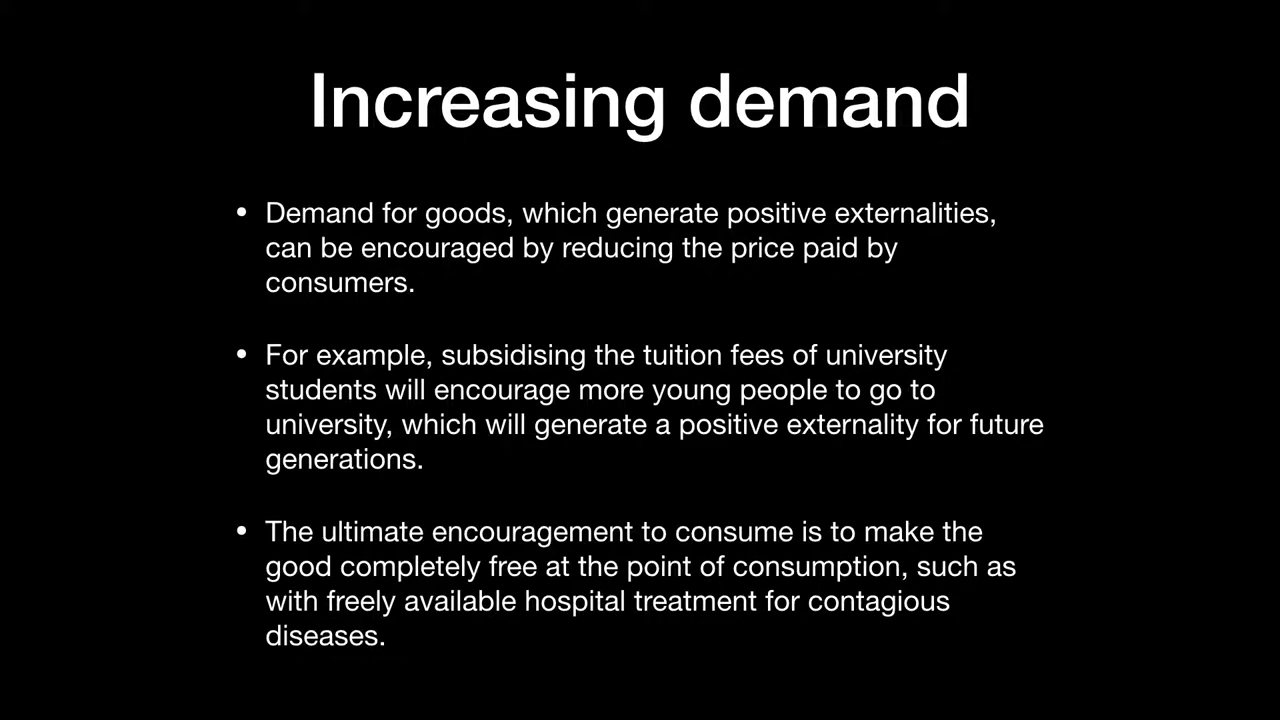 Increasing demand
• Demand for goods, which generate positive externalities,
can be encouraged by reducing the price paid by
consumers.
• For example, subsidising the tuition fees of university
students will encourage more young people to go to
university, which will generate a positive externality for future
generations.
• The ultimate encouragement to consume is to make the
good completely free at the point of consumption, such as
with freely available hospital treatment for contagious
diseases.